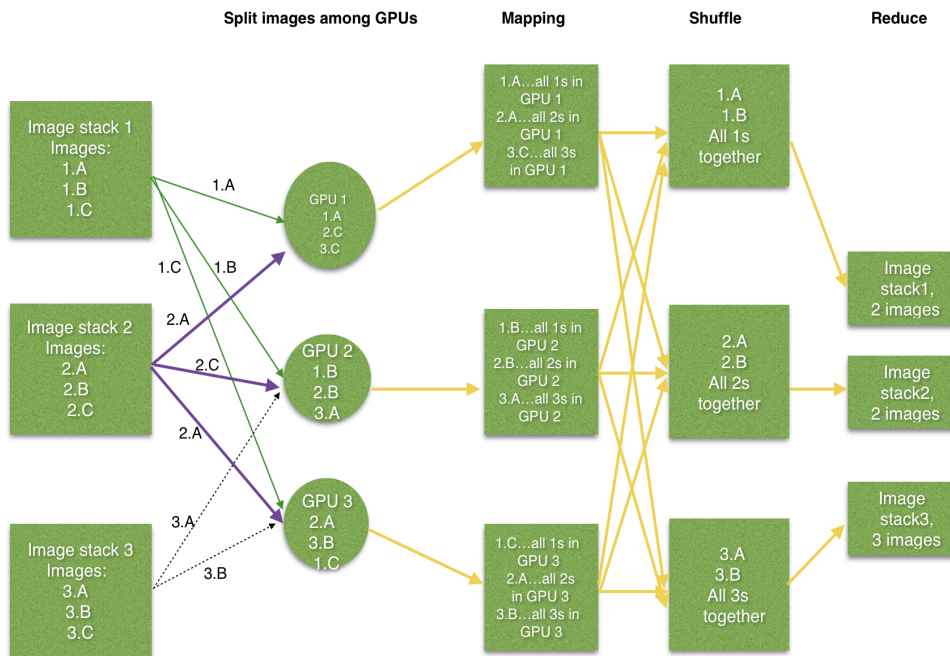 Split images among GPUs
Mapping
Shuffle
Reduce
Image stack 1
Images:
1.A
1.B
1.C
Image stack 2
Images:
2.A
2.B
2.C
Image stack 3
Images:
3.A
3.B
3.C
1.A
1.C
1.B
2.A
2.C
2.A
3.A
3.B
GPU 1
1.A
2.C
3.C
GPU 2
1.B
2.B
3.A
GPU 3
2.A
3.B
1.C
1.A...all 1s in
GPU 1
2.A...all 2s in
GPU 1
3.C...all 3s
in GPU 1
1.B...all 1s in
GPU 2
2.B...all 2s in
GPU 2
3.A...all 3s in
GPU 2
1.C...all 1s in
GPU 3
2.A...all 2s
in GPU 3
3.B...all 3s in
GPU 3
1.A
1.B
All 1s
together
2.A
2.B
All 2s
together
3.A
3.B
All 3s
together
Image
stack1,
2 images
Image
stack2,
2 images
Image
stack3,
3 images